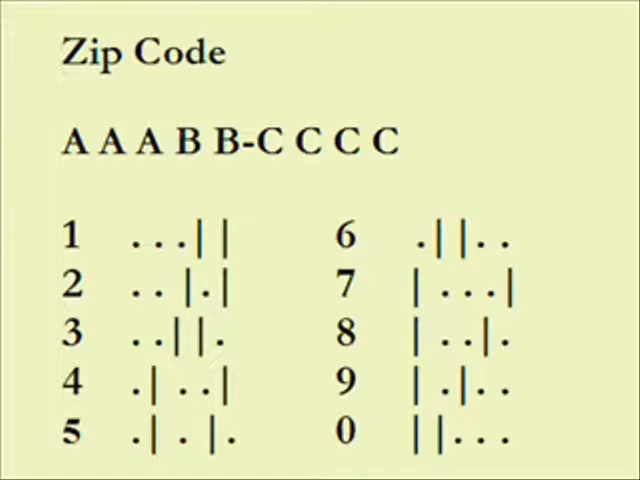 Zip Code
A A A B B-C C C C
1 . . . | | 6 . | | . .
2 . . | . | 7 | . . . |
3 . . | | . 8 | . . | .
4 . | . . | 9 | . | . .
5 . | . | . 0 | | . . .